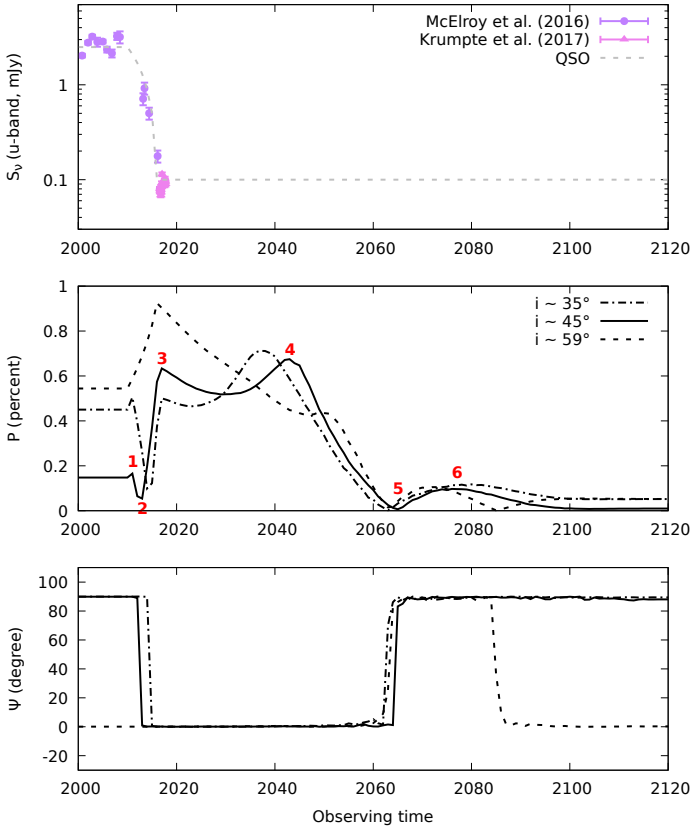 McElroy et al. (2016)
Krumpte et al. (2017)
QSO
S_ν (u-band, mJy)
1
0.1
2000 2020 2040 2060 2080 2100 2120
i ~ 35°
i ~ 45°
i ~ 59°
P (percent)
1
0.8
0.6
0.4
0.2
0
1 2 3 4 5 6
2000 2020 2040 2060 2080 2100 2120
Ψ (degree)
100
80
60
40
20
0
-20
2000 2020 2040 2060 2080 2100 2120
Observing time